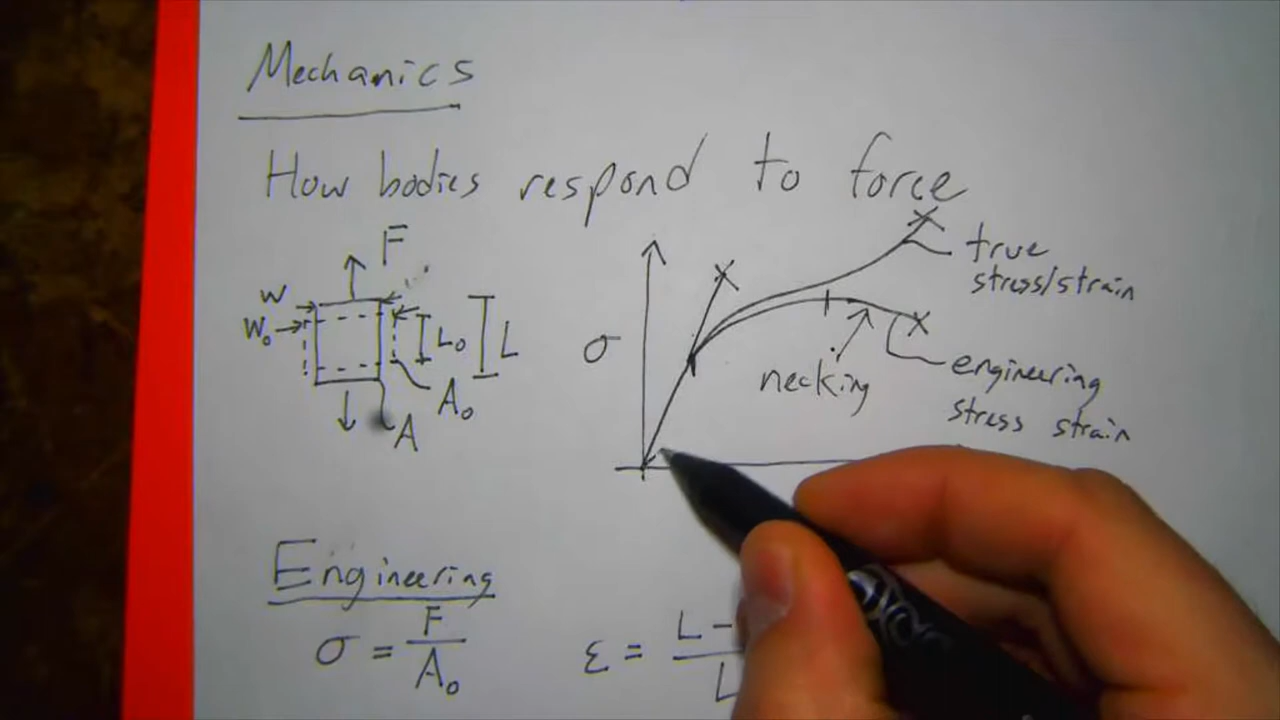 Mechanics
How bodies respond to force
F
w
w₀
L₀
L
A₀
A
σ
true
stress/strain
necking
engineering
stress strain
Engineering
σ = F/A₀
ε = L -
L